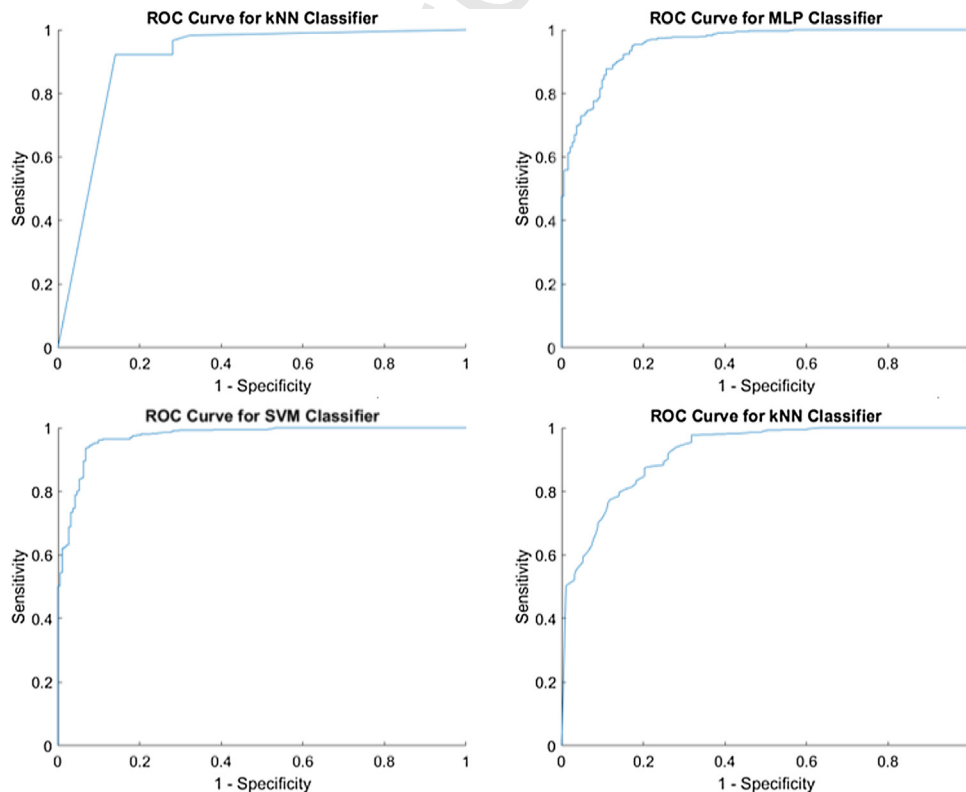 ROC Curve for kNN Classifier
1
0.8
0.6
0.4
0.2
0
Sensitivity
0 0.2 0.4 0.6 0.8 1
1 - Specificity
ROC Curve for MLP Classifier
1
0.8
0.6
0.4
0.2
0
Sensitivity
0 0.2 0.4 0.6 0.8
1 - Specificity
ROC Curve for SVM Classifier
1
0.8
0.6
0.4
0.2
0
Sensitivity
0 0.2 0.4 0.6 0.8 1
1 - Specificity
ROC Curve for kNN Classifier
1
0.8
0.6
0.4
0.2
0
Sensitivity
0 0.2 0.4 0.6 0.8
1 - Specificity